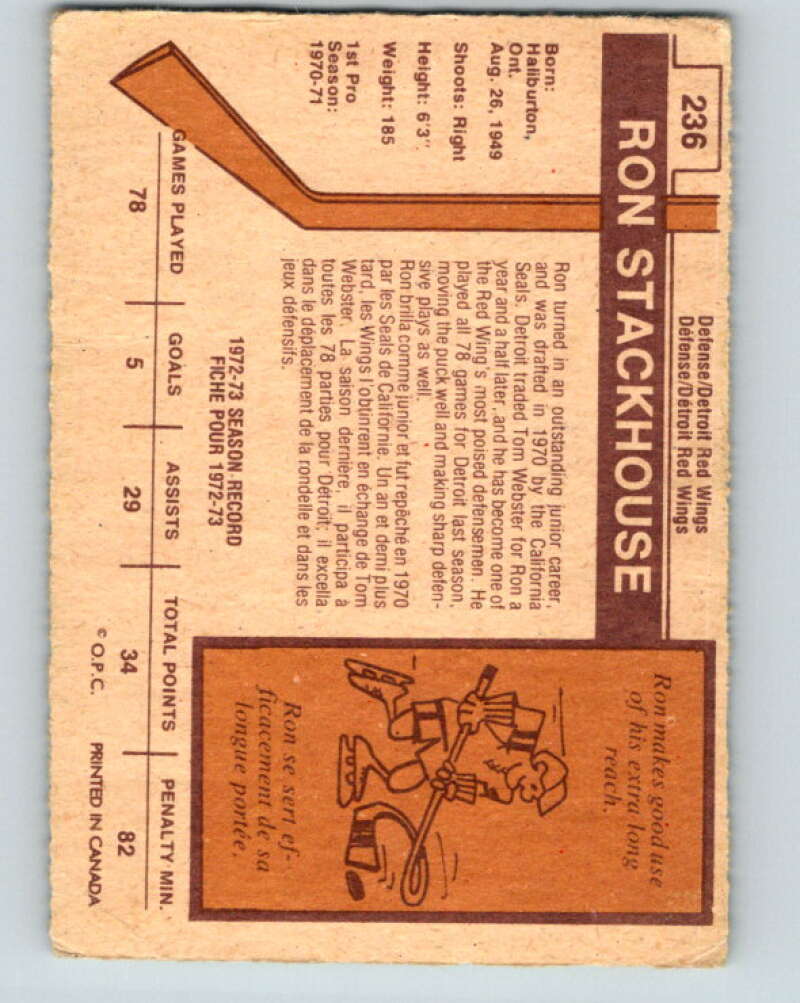 236
Defense/Detroit Red Wings
Défense/Détroit Red Wings
RON STACKHOUSE
Born:
Haliburton,
Ont.
Aug. 26, 1949
Shoots: Right
Height: 6'3"
Weight: 185
1st Pro
Season:
1970-71
Ron turned in an outstanding junior career,
and was drafted in 1970 by the California
Seals. Detroit traded Tom Webster for Ron a
year and a half later, and he has become one of
the Red Wing's most poised defensemen. He
played all 78 games for Detroit last season,
moving the puck well and making sharp defen-
sive plays as well.
Ron brilla comme junior et fut repêché en 1970
par les Seals de Californie. Un an et demi plus
tard, les Wings l'obtinrent en échange de Tom
Webster. La saison dernière, il participa à
toutes les 78 parties pour Détroit; il excella
dans le déplacement de la rondelle et dans les
jeux défensifs.
Ron makes good use
of his extra long
reach.
Ron se sert ef-
ficacement de sa
longue portée.
1972-73 SEASON RECORD
FICHE POUR 1972-73
GAMES PLAYED GOALS ASSISTS TOTAL POINTS PENALTY MIN.
78 5 29 34 82
© O.P.C. PRINTED IN CANADA